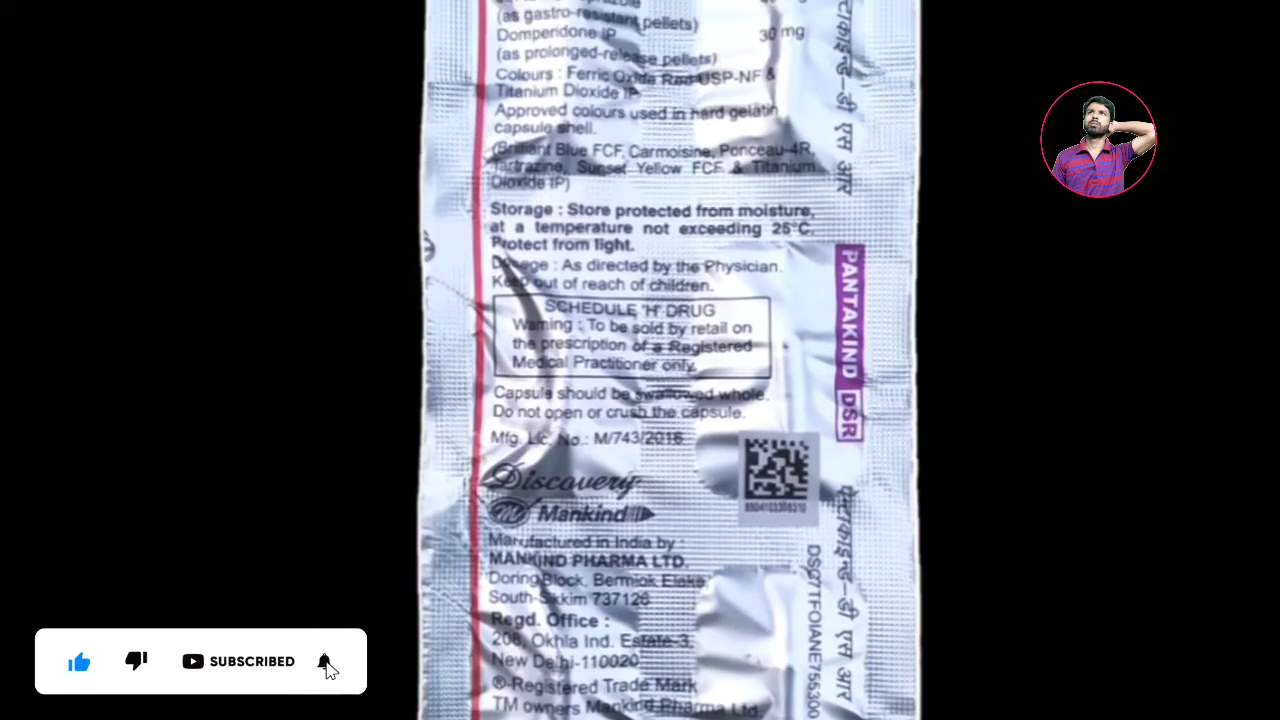 (as gastro-resistant pellets)
Domperidone IP 30 mg
(as prolonged-release pellets)
Colours : Ferric Oxide Red USP-NF &
Titanium Dioxide IP
Approved colours used in hard gelatin
capsule shell.
(Brilliant Blue FCF, Carmoisine, Ponceau-4R,
Tartrazine, Sunset Yellow FCF & Titanium
Dioxide IP)
Storage : Store protected from moisture,
at a temperature not exceeding 25°C.
Protect from light.
Dosage : As directed by the Physician.
Keep out of reach of children.
SCHEDULE 'H' DRUG
Warning : To be sold by retail on
the prescription of a Registered
Medical Practitioner only.
Capsule should be swallowed whole.
Do not open or crush the capsule.
Mfg. Lic. No.: M/743/2016
Discovery
Mankind
Manufactured in India by :
MANKIND PHARMA LTD.
Doring Block, Bermiok Elaka,
South-Sikkim 737126
Regd. Office :
208, Okhla Ind. Estate-3,
New Delhi-110020
®-Registered Trade Mark
TM owners Mankind Pharma Ltd.
PANTAKIND DSR
डी एस आर
डी एस आर
SUBSCRIBED